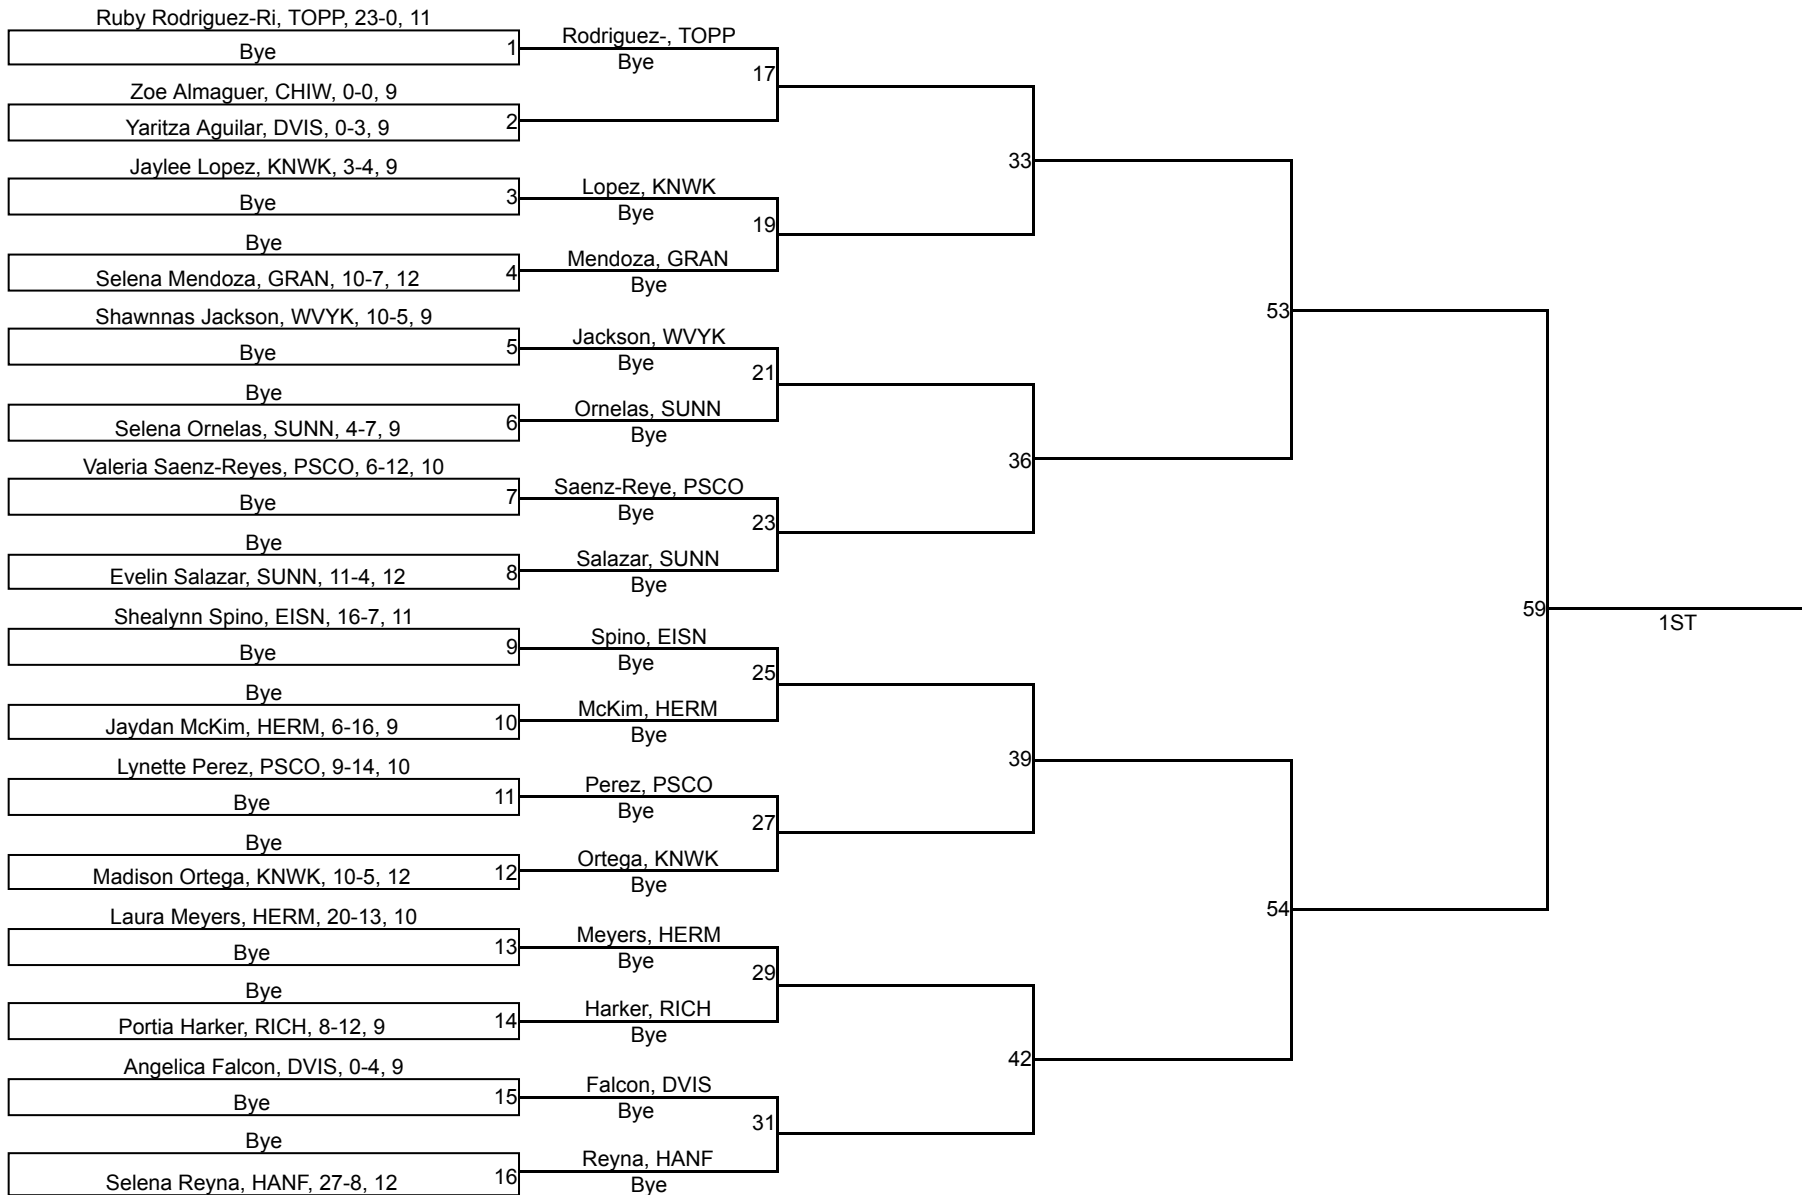 Ruby Rodriguez-Ri, TOPP, 23-0, 11
Bye
1
Zoe Almaguer, CHIW, 0-0, 9
Yaritza Aguilar, DVIS, 0-3, 9
2
Jaylee Lopez, KNWK, 3-4, 9
Bye
3
Bye
Selena Mendoza, GRAN, 10-7, 12
4
Shawnnas Jackson, WVYK, 10-5, 9
Bye
5
Bye
Selena Ornelas, SUNN, 4-7, 9
6
Valeria Saenz-Reyes, PSCO, 6-12, 10
Bye
7
Bye
Evelin Salazar, SUNN, 11-4, 12
8
Shealynn Spino, EISN, 16-7, 11
Bye
9
Bye
Jaydan McKim, HERM, 6-16, 9
10
Lynette Perez, PSCO, 9-14, 10
Bye
11
Bye
Madison Ortega, KNWK, 10-5, 12
12
Laura Meyers, HERM, 20-13, 10
Bye
13
Bye
Portia Harker, RICH, 8-12, 9
14
Angelica Falcon, DVIS, 0-4, 9
Bye
15
Bye
Selena Reyna, HANF, 27-8, 12
16
Rodriguez-, TOPP
Bye
17
Lopez, KNWK
Bye
19
Mendoza, GRAN
Bye
Jackson, WVYK
Bye
21
Ornelas, SUNN
Bye
Saenz-Reye, PSCO
Bye
23
Salazar, SUNN
Bye
Spino, EISN
Bye
25
McKim, HERM
Bye
Perez, PSCO
Bye
27
Ortega, KNWK
Bye
Meyers, HERM
Bye
29
Harker, RICH
Bye
Falcon, DVIS
Bye
31
Reyna, HANF
Bye
33
36
39
42
53
54
59
1ST